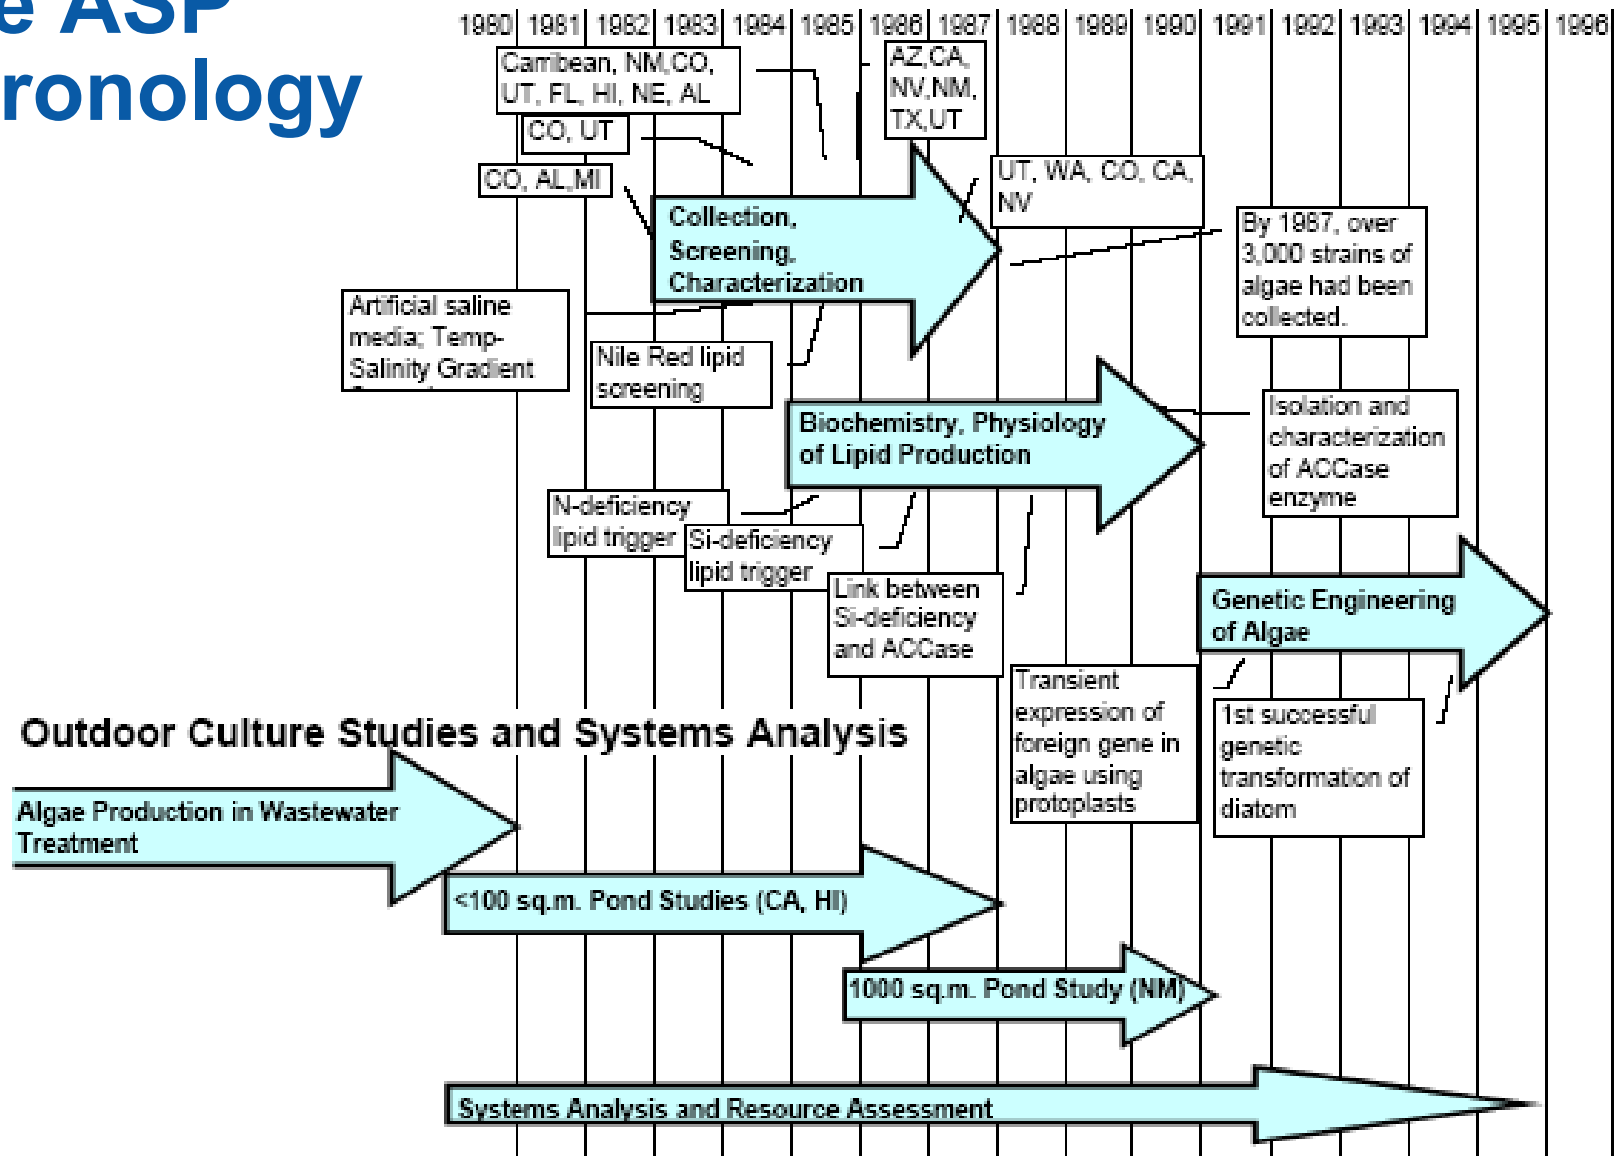 e ASP
ronology
1980 1981 1982 1983 1984 1985 1986 1987 1988 1989 1990 1991 1992 1993 1994 1995 1996
Carribean, NM,CO,
UT, FL, HI, NE, AL
AZ,CA,
NV,NM,
TX,UT
CO, UT
CO, AL,MI
UT, WA, CO, CA,
NV
Collection,
Screening,
Characterization
By 1987, over
3,000 strains of
algae had been
collected.
Artificial saline
media; Temp-
Salinity Gradient
Nile Red lipid
screening
Biochemistry, Physiology
of Lipid Production
Isolation and
characterization
of ACCase
enzyme
N-deficiency
lipid trigger
Si-deficiency
lipid trigger
Link between
Si-deficiency
and ACCase
Genetic Engineering
of Algae
Transient
expression of
foreign gene in
algae using
protoplasts
1st successful
genetic
transformation of
diatom
Outdoor Culture Studies and Systems Analysis
Algae Production in Wastewater
Treatment
<100 sq.m. Pond Studies (CA, HI)
1000 sq.m. Pond Study (NM)
Systems Analysis and Resource Assessment